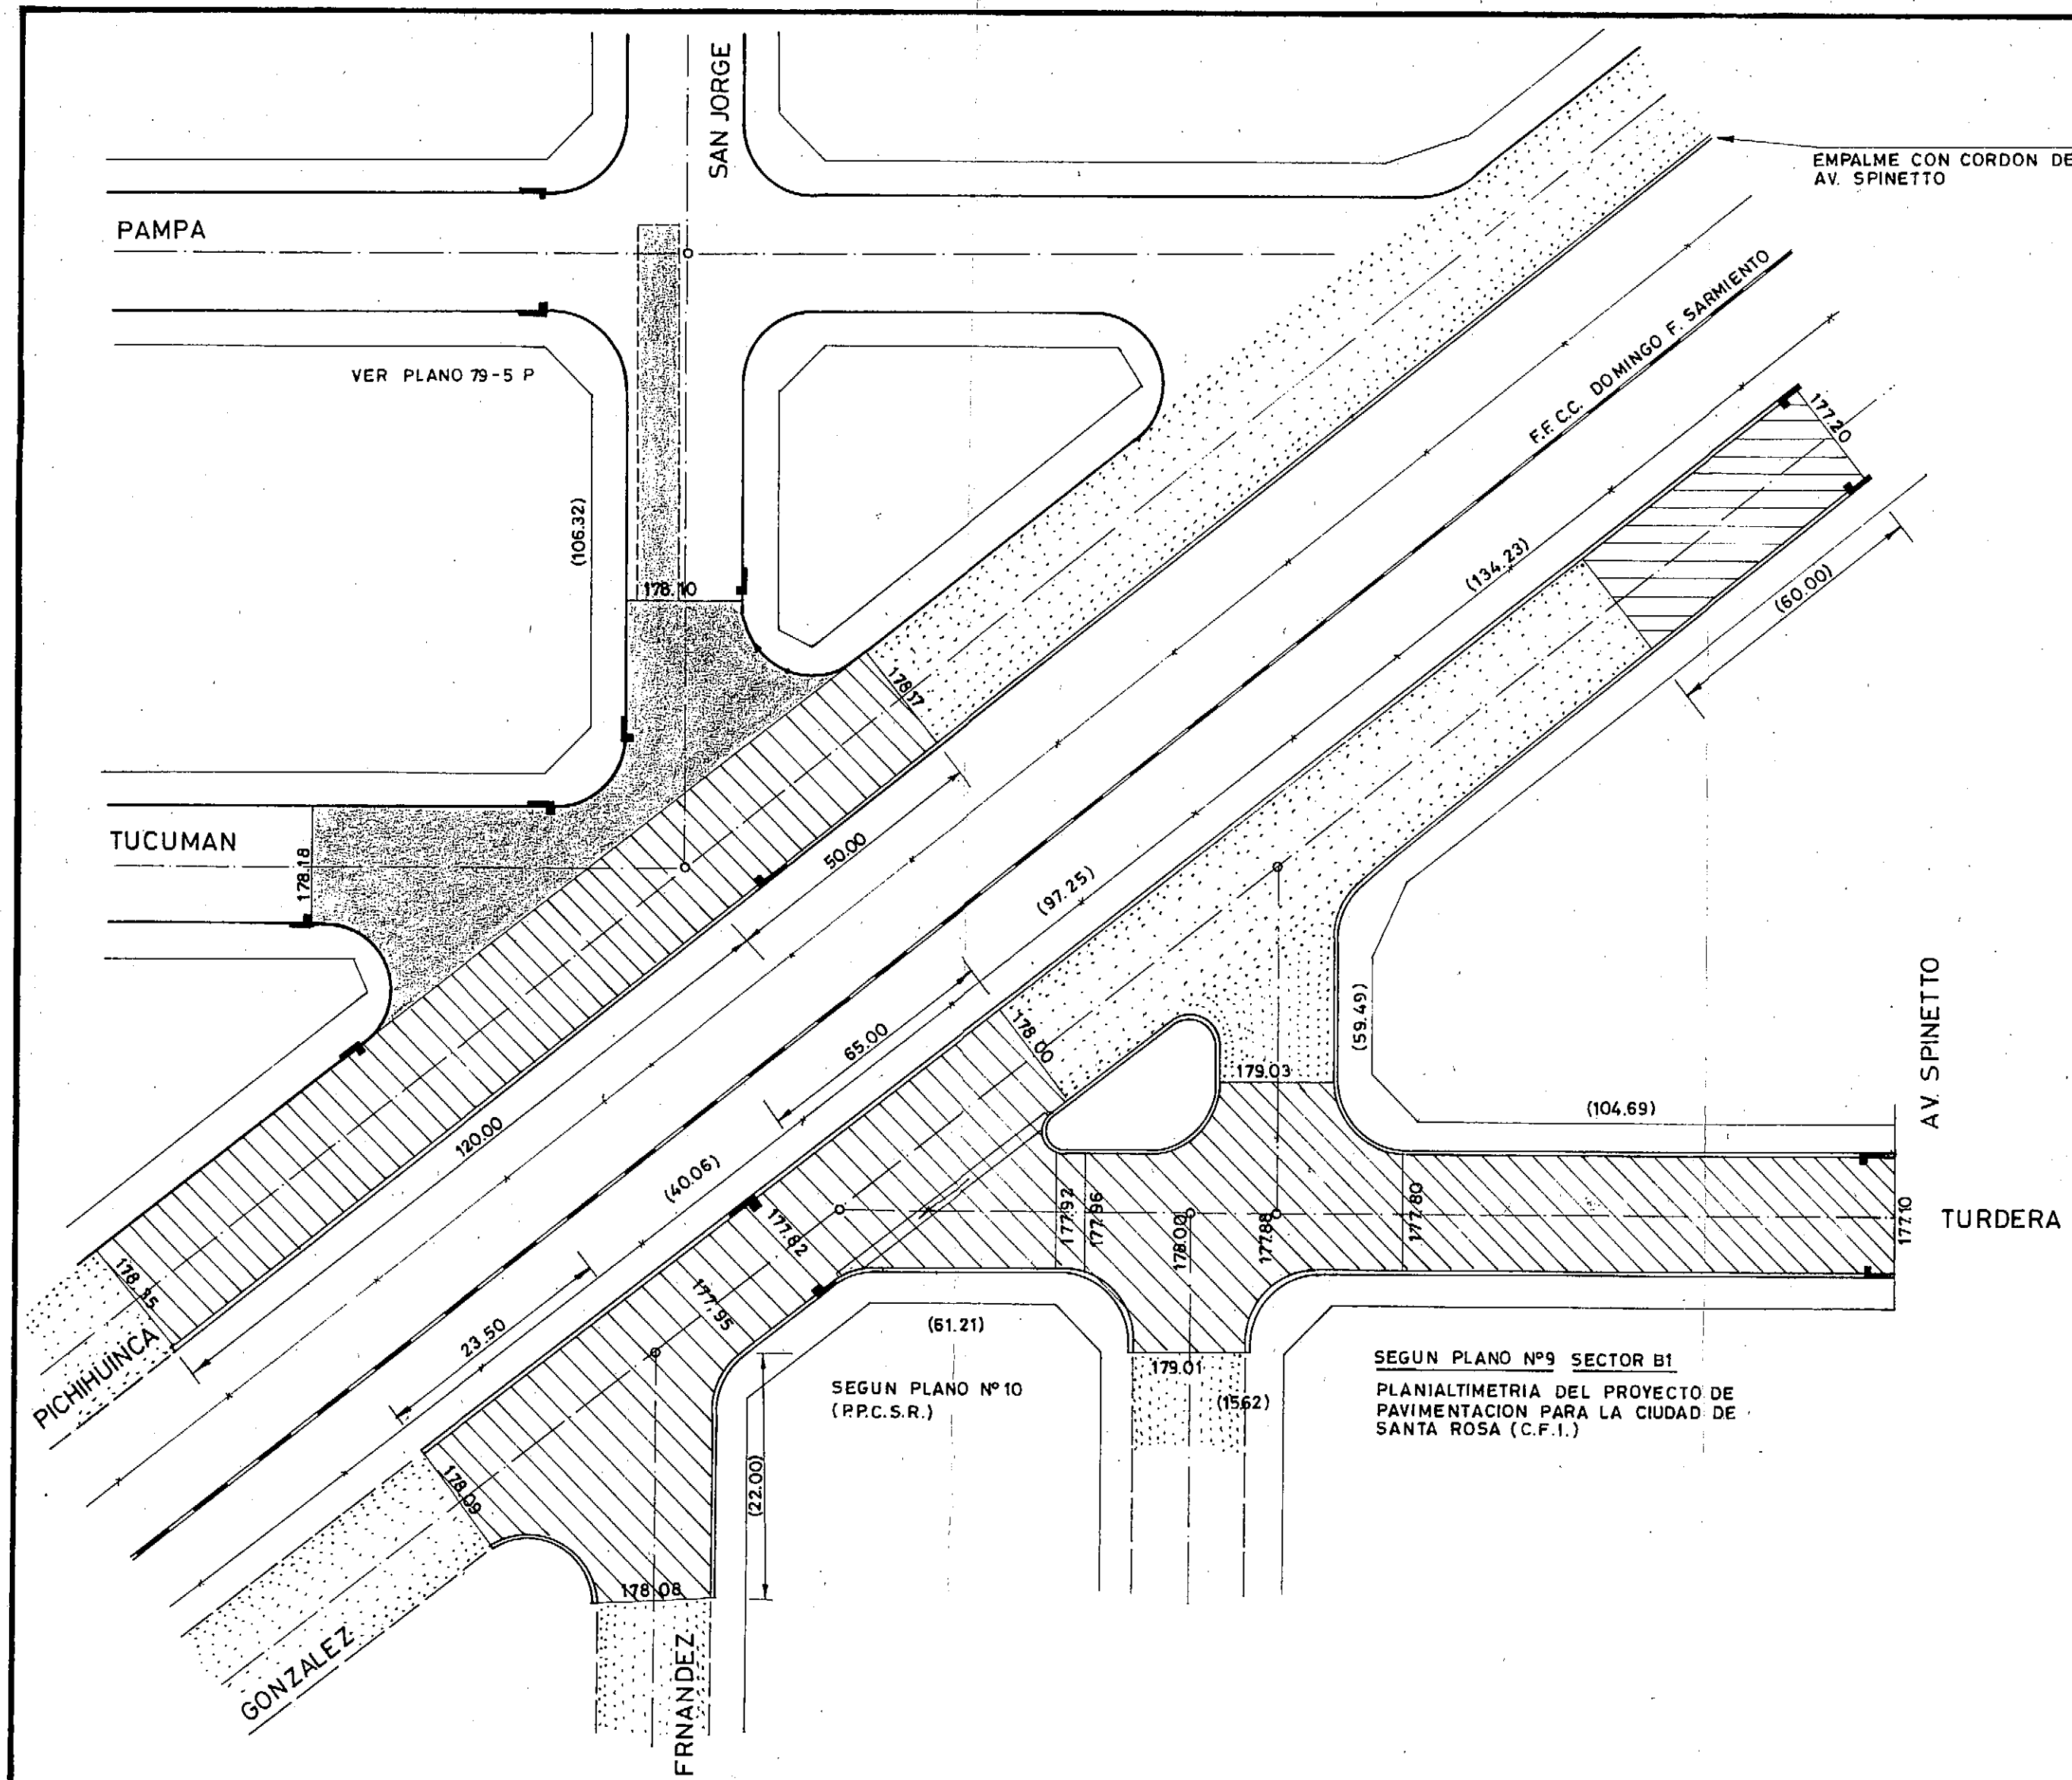 SAN JORGE
EMPALME CON CORDON DE
AV. SPINETTO
PAMPA
F.F. C.C. DOMINGO F. SARMIENTO
VER PLANO 79-5 P
177.20
(106.32)
(134.23)
(60.00)
178.10
178.17
TUCUMAN
178.18
50.00
(97.25)
65.00
178.00
(59.49)
AV. SPINETTO
179.03
(104.69)
120.00
(40.06)
177.82
177.92
177.96
178.00
177.88
177.80
177.10
TURDERA
178.35
PICHIHUINCA
23.50
177.95
(61.21)
179.01
(1562)
SEGUN PLANO Nº 10
(P.P.C.S.R.)
SEGUN PLANO Nº9 SECTOR B1
PLANIALTIMETRIA DEL PROYECTO DE
PAVIMENTACION PARA LA CIUDAD DE
SANTA ROSA (C.F.I.)
178.09
(22.00)
178.08
GONZALEZ
FRNANDEZ